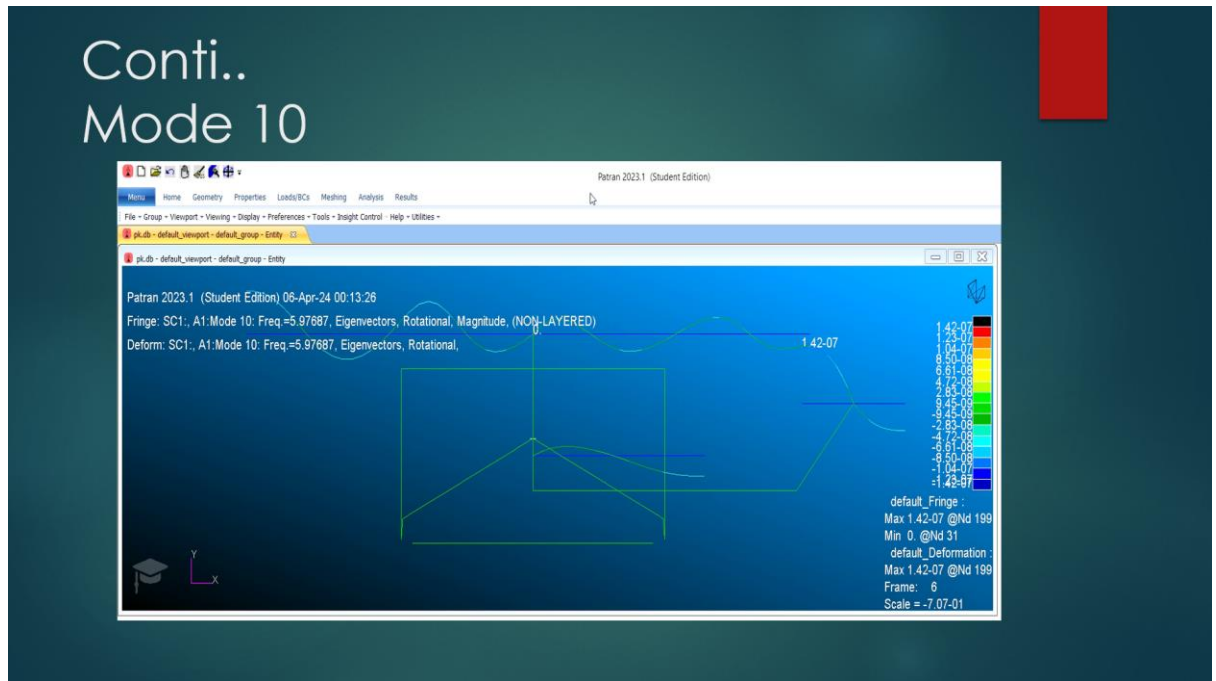 Conti..
Mode 10
Patran 2023.1 (Student Edition)
Menu Home Geometry Properties Loads/BCs Meshing Analysis Results
File Group Viewport Viewing Display Preferences Tools Insight Control Help Utilities
pk.db - default_viewport - default_group - Entity
pk.db - default_viewport - default_group - Entity
Patran 2023.1 (Student Edition) 06-Apr-24 00:13:26
Fringe: SC1:, A1:Mode 10: Freq.=5.97687, Eigenvectors, Rotational, Magnitude, (NON-LAYERED)
0.
Deform: SC1:, A1:Mode 10: Freq.=5.97687, Eigenvectors, Rotational,
1.42-07
1.42-07
1.23-07
1.04-07
8.50-08
6.61-08
4.72-08
2.83-08
9.45-09
-9.45-09
-2.83-08
-4.72-08
-6.61-08
-8.50-08
-1.04-07
-1.23-07
-1.42-07
default_Fringe :
Max 1.42-07 @Nd 199
Min 0. @Nd 31
default_Deformation :
Max 1.42-07 @Nd 199
Frame: 6
Scale = -7.07-01
Y
X